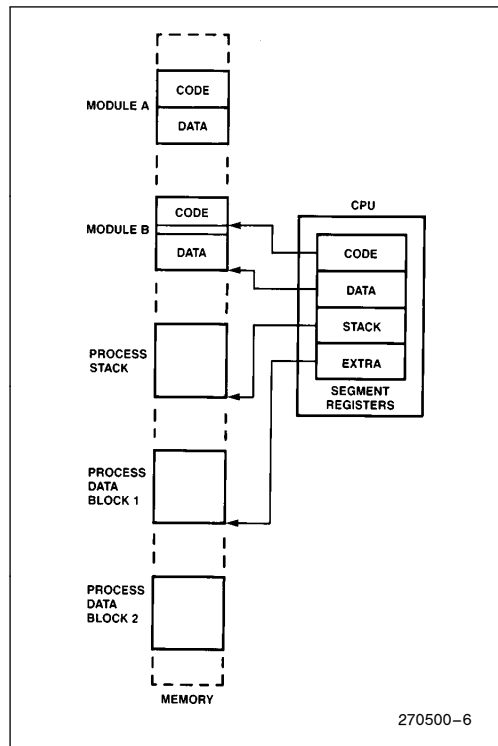 CODE
MODULE A
DATA
CODE
MODULE B
DATA
PROCESS
STACK
PROCESS
DATA
BLOCK 1
PROCESS
DATA
BLOCK 2
MEMORY
CPU
CODE
DATA
STACK
EXTRA
SEGMENT
REGISTERS
270500–6